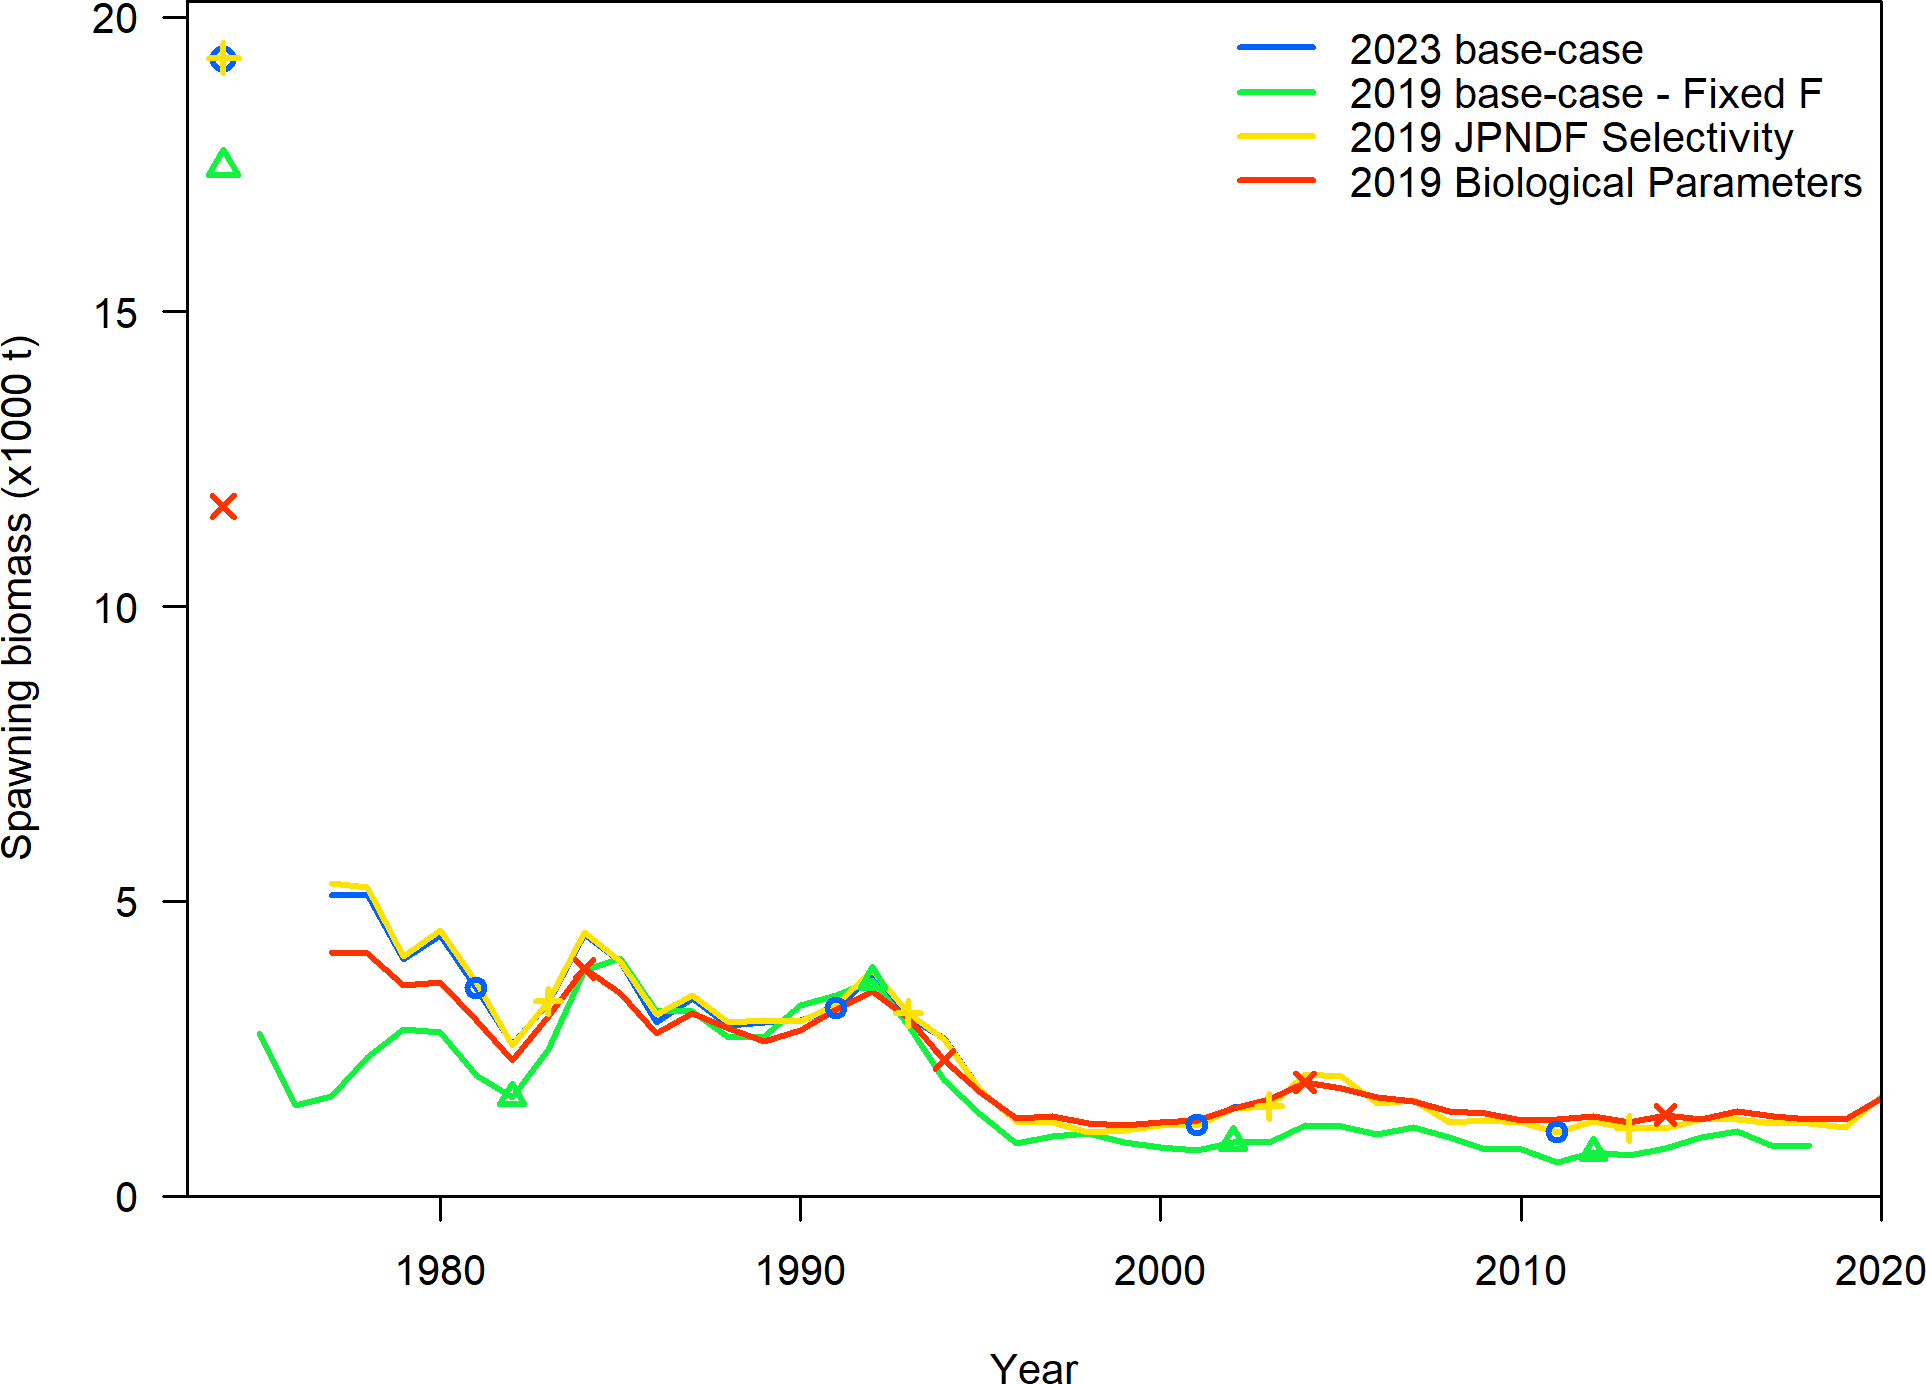 20
15
10
5
0
Spawning biomass (x1000 t)
2023 base-case
2019 base-case - Fixed F
2019 JPNDF Selectivity
2019 Biological Parameters
1980
1990
2000
2010
2020
Year